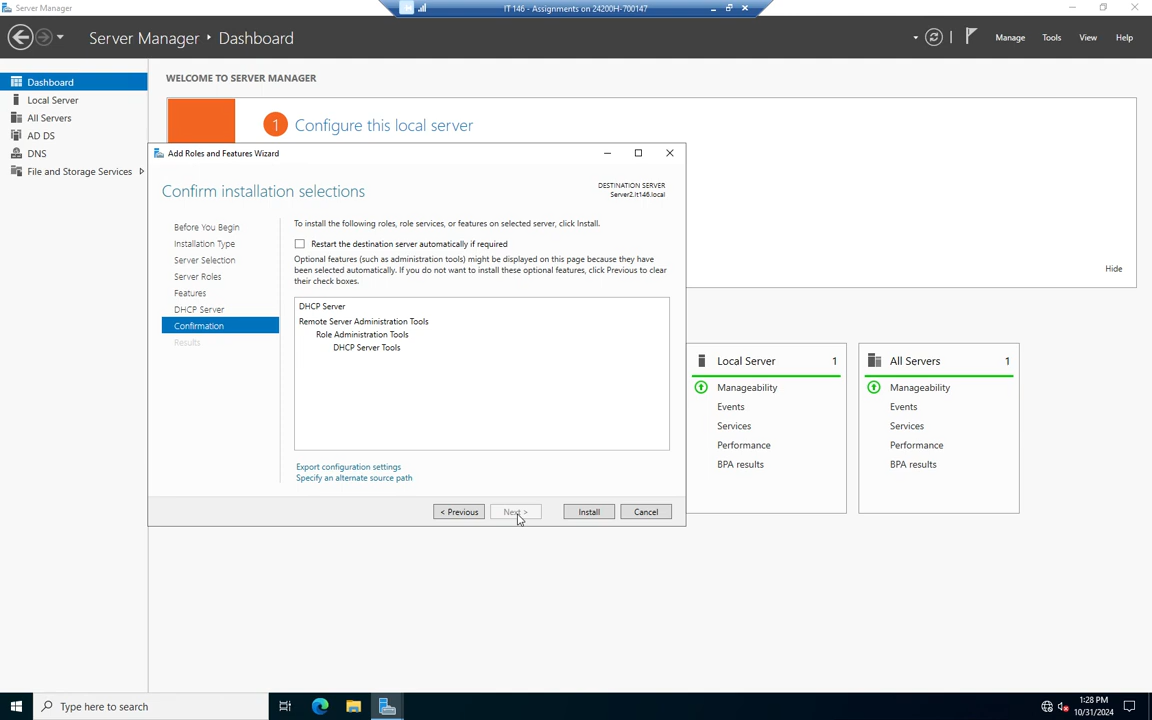 Server Manager
IT 146 - Assignments on 24200H-700147
Server Manager • Dashboard
Manage
Tools
View
Help
Dashboard
Local Server
All Servers
AD DS
DNS
File and Storage Services
WELCOME TO SERVER MANAGER
1 Configure this local server
Hide
Add Roles and Features Wizard
Confirm installation selections
DESTINATION SERVER
Server2.It146.local
Before You Begin
Installation Type
Server Selection
Server Roles
Features
DHCP Server
Confirmation
Results
To install the following roles, role services, or features on selected server, click Install.
Restart the destination server automatically if required
Optional features (such as administration tools) might be displayed on this page because they have
been selected automatically. If you do not want to install these optional features, click Previous to clear
their check boxes.
DHCP Server
Remote Server Administration Tools
Role Administration Tools
DHCP Server Tools
Export configuration settings
Specify an alternate source path
< Previous
Next >
Install
Cancel
Local Server 1
Manageability
Events
Services
Performance
BPA results
All Servers 1
Manageability
Events
Services
Performance
BPA results
Type here to search
1:28 PM
10/31/2024